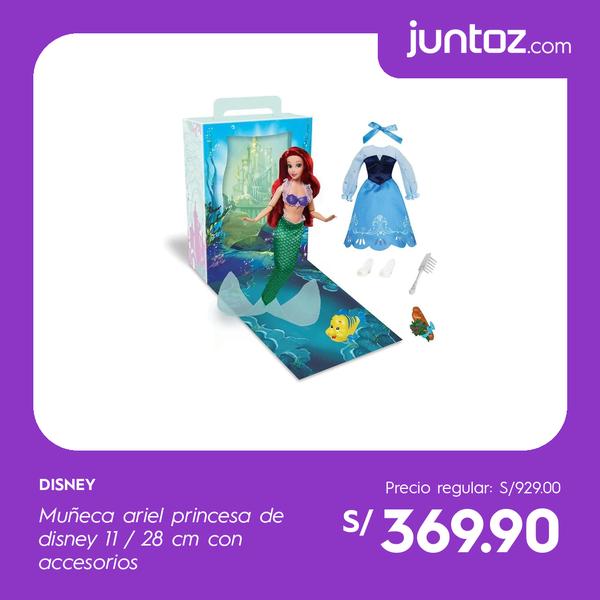 juntoz.com
DISNEY
Muñeca ariel princesa de
disney 11 / 28 cm con
accesorios
Precio regular: S/929.00
S/369.90